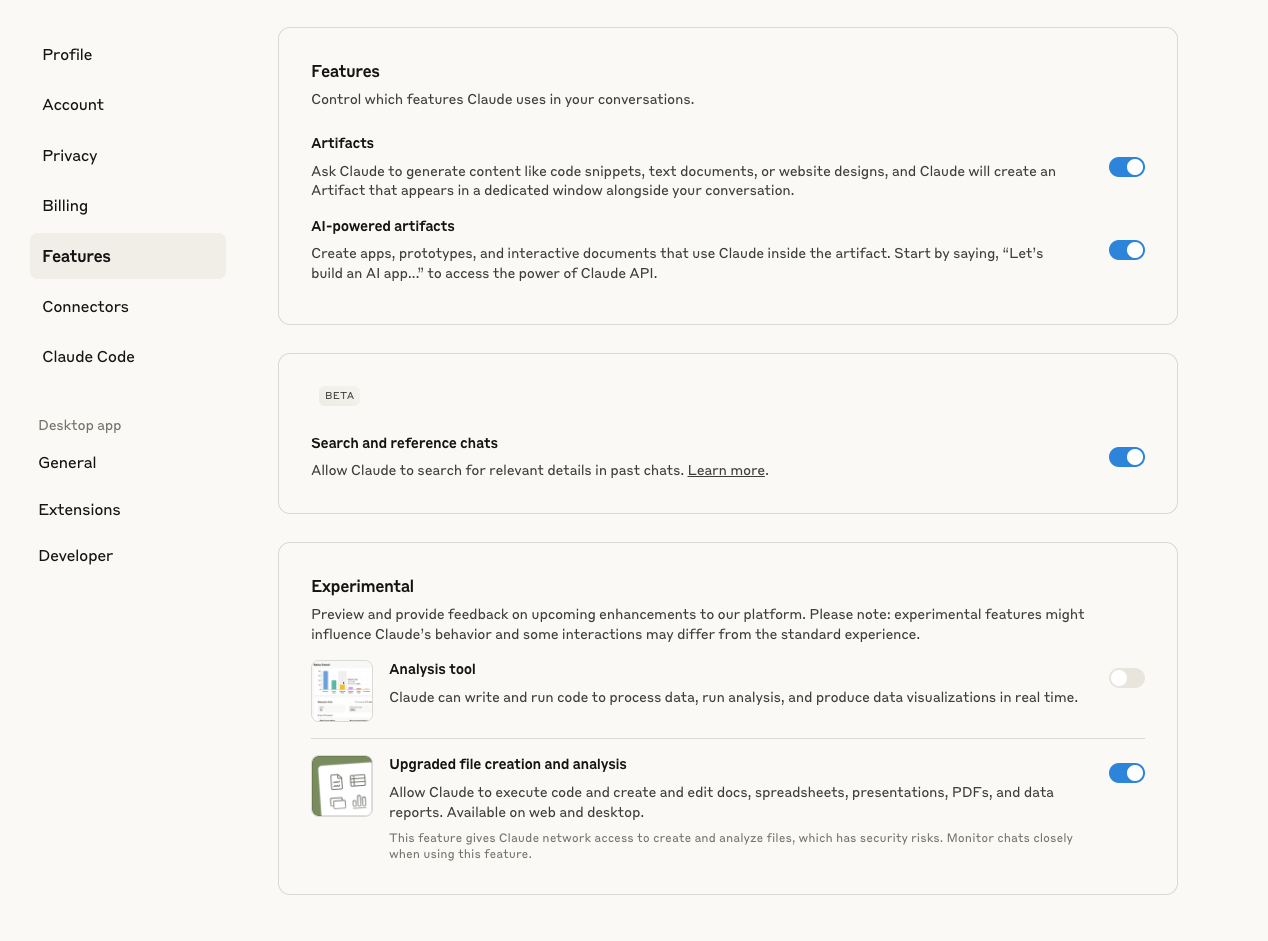 Profile
Account
Privacy
Billing
Features
Connectors
Claude Code
Desktop app
General
Extensions
Developer
Features
Control which features Claude uses in your conversations.
Artifacts
Ask Claude to generate content like code snippets, text documents, or website designs, and Claude will create an
Artifact that appears in a dedicated window alongside your conversation.
AI-powered artifacts
Create apps, prototypes, and interactive documents that use Claude inside the artifact. Start by saying, “Let’s
build an AI app...” to access the power of Claude API.
BETA
Search and reference chats
Allow Claude to search for relevant details in past chats. Learn more.
Experimental
Preview and provide feedback on upcoming enhancements to our platform. Please note: experimental features might
influence Claude’s behavior and some interactions may differ from the standard experience.
Analysis tool
Claude can write and run code to process data, run analysis, and produce data visualizations in real time.
Upgraded file creation and analysis
Allow Claude to execute code and create and edit docs, spreadsheets, presentations, PDFs, and data
reports. Available on web and desktop.
This feature gives Claude network access to create and analyze files, which has security risks. Monitor chats closely
when using this feature.